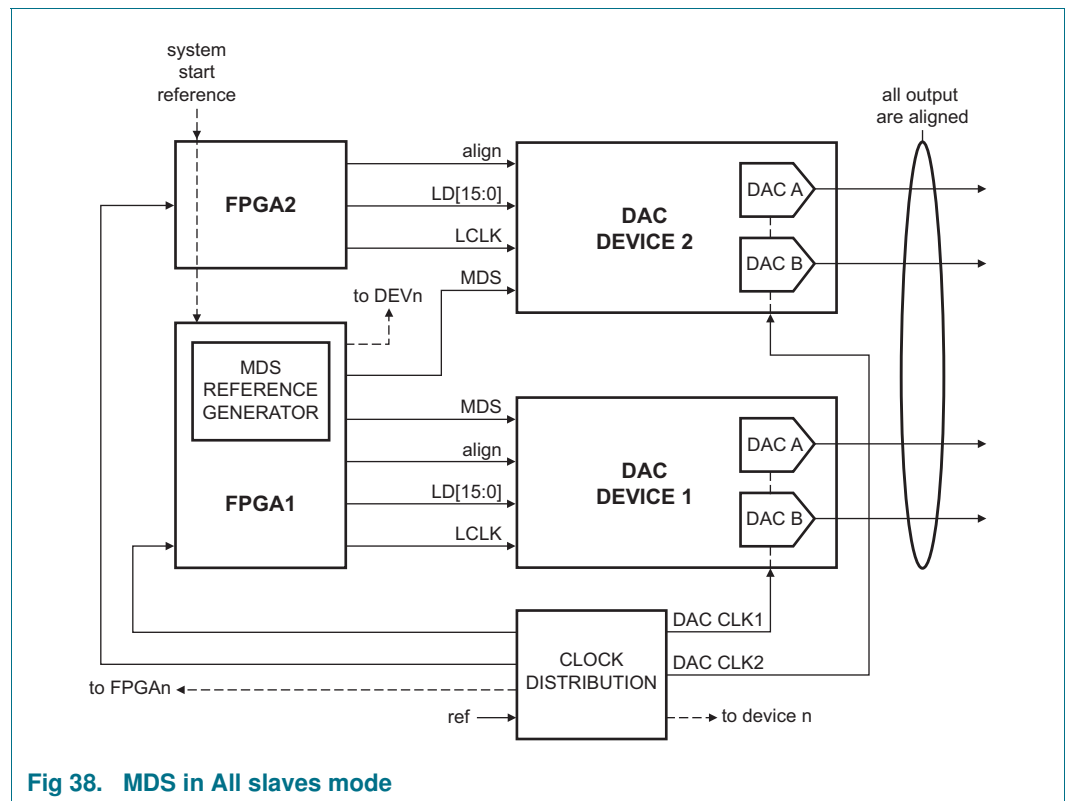 system
start
reference
all output
are aligned
FPGA2
align
LD[15:0]
LCLK
MDS
DAC
DEVICE 2
DAC A
DAC B
to DEVn
MDS
REFERENCE
GENERATOR
FPGA1
MDS
align
LD[15:0]
LCLK
DAC
DEVICE 1
DAC A
DAC B
CLOCK
DISTRIBUTION
DAC CLK1
DAC CLK2
to FPGAn
ref
to device n
Fig 38. MDS in All slaves mode